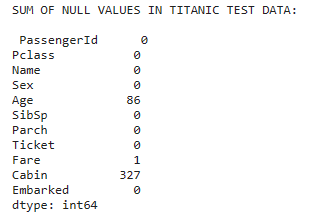 SUM OF NULL VALUES IN TITANIC TEST DATA:
PassengerId 0
Pclass 0
Name 0
Sex 0
Age 86
SibSp 0
Parch 0
Ticket 0
Fare 1
Cabin 327
Embarked 0
dtype: int64